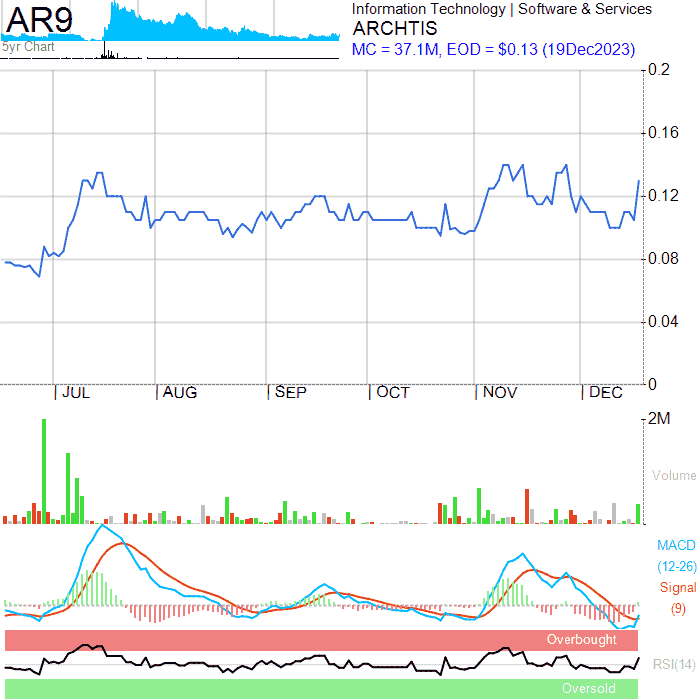 AR9
5yr Chart
Information Technology | Software & Services
ARCHTIS
MC = 37.1M, EOD = $0.13 (19Dec2023)
0.2
0.16
0.12
0.08
0.04
0
JUL
AUG
SEP
OCT
NOV
DEC
2M
Volume
MACD
(12-26)
Signal
(9)
Overbought
RSI(14)
Oversold